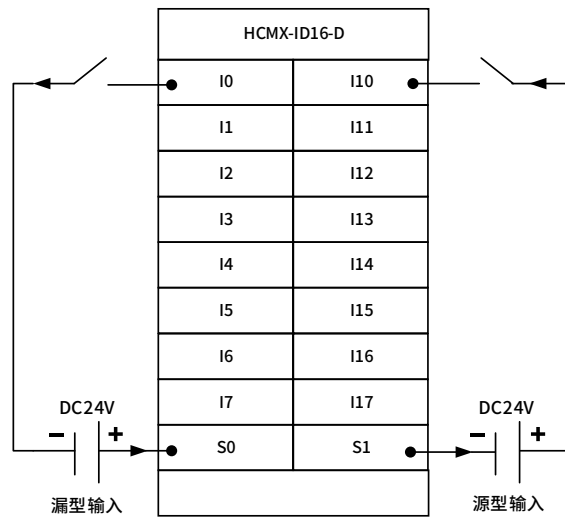 HCMX-ID16-D
I0 I10
I1 I11
I2 I12
I3 I13
I4 I14
I5 I15
I6 I16
I7 I17
DC24V DC24V
− + − +
S0 S1
漏型输入 源型输入